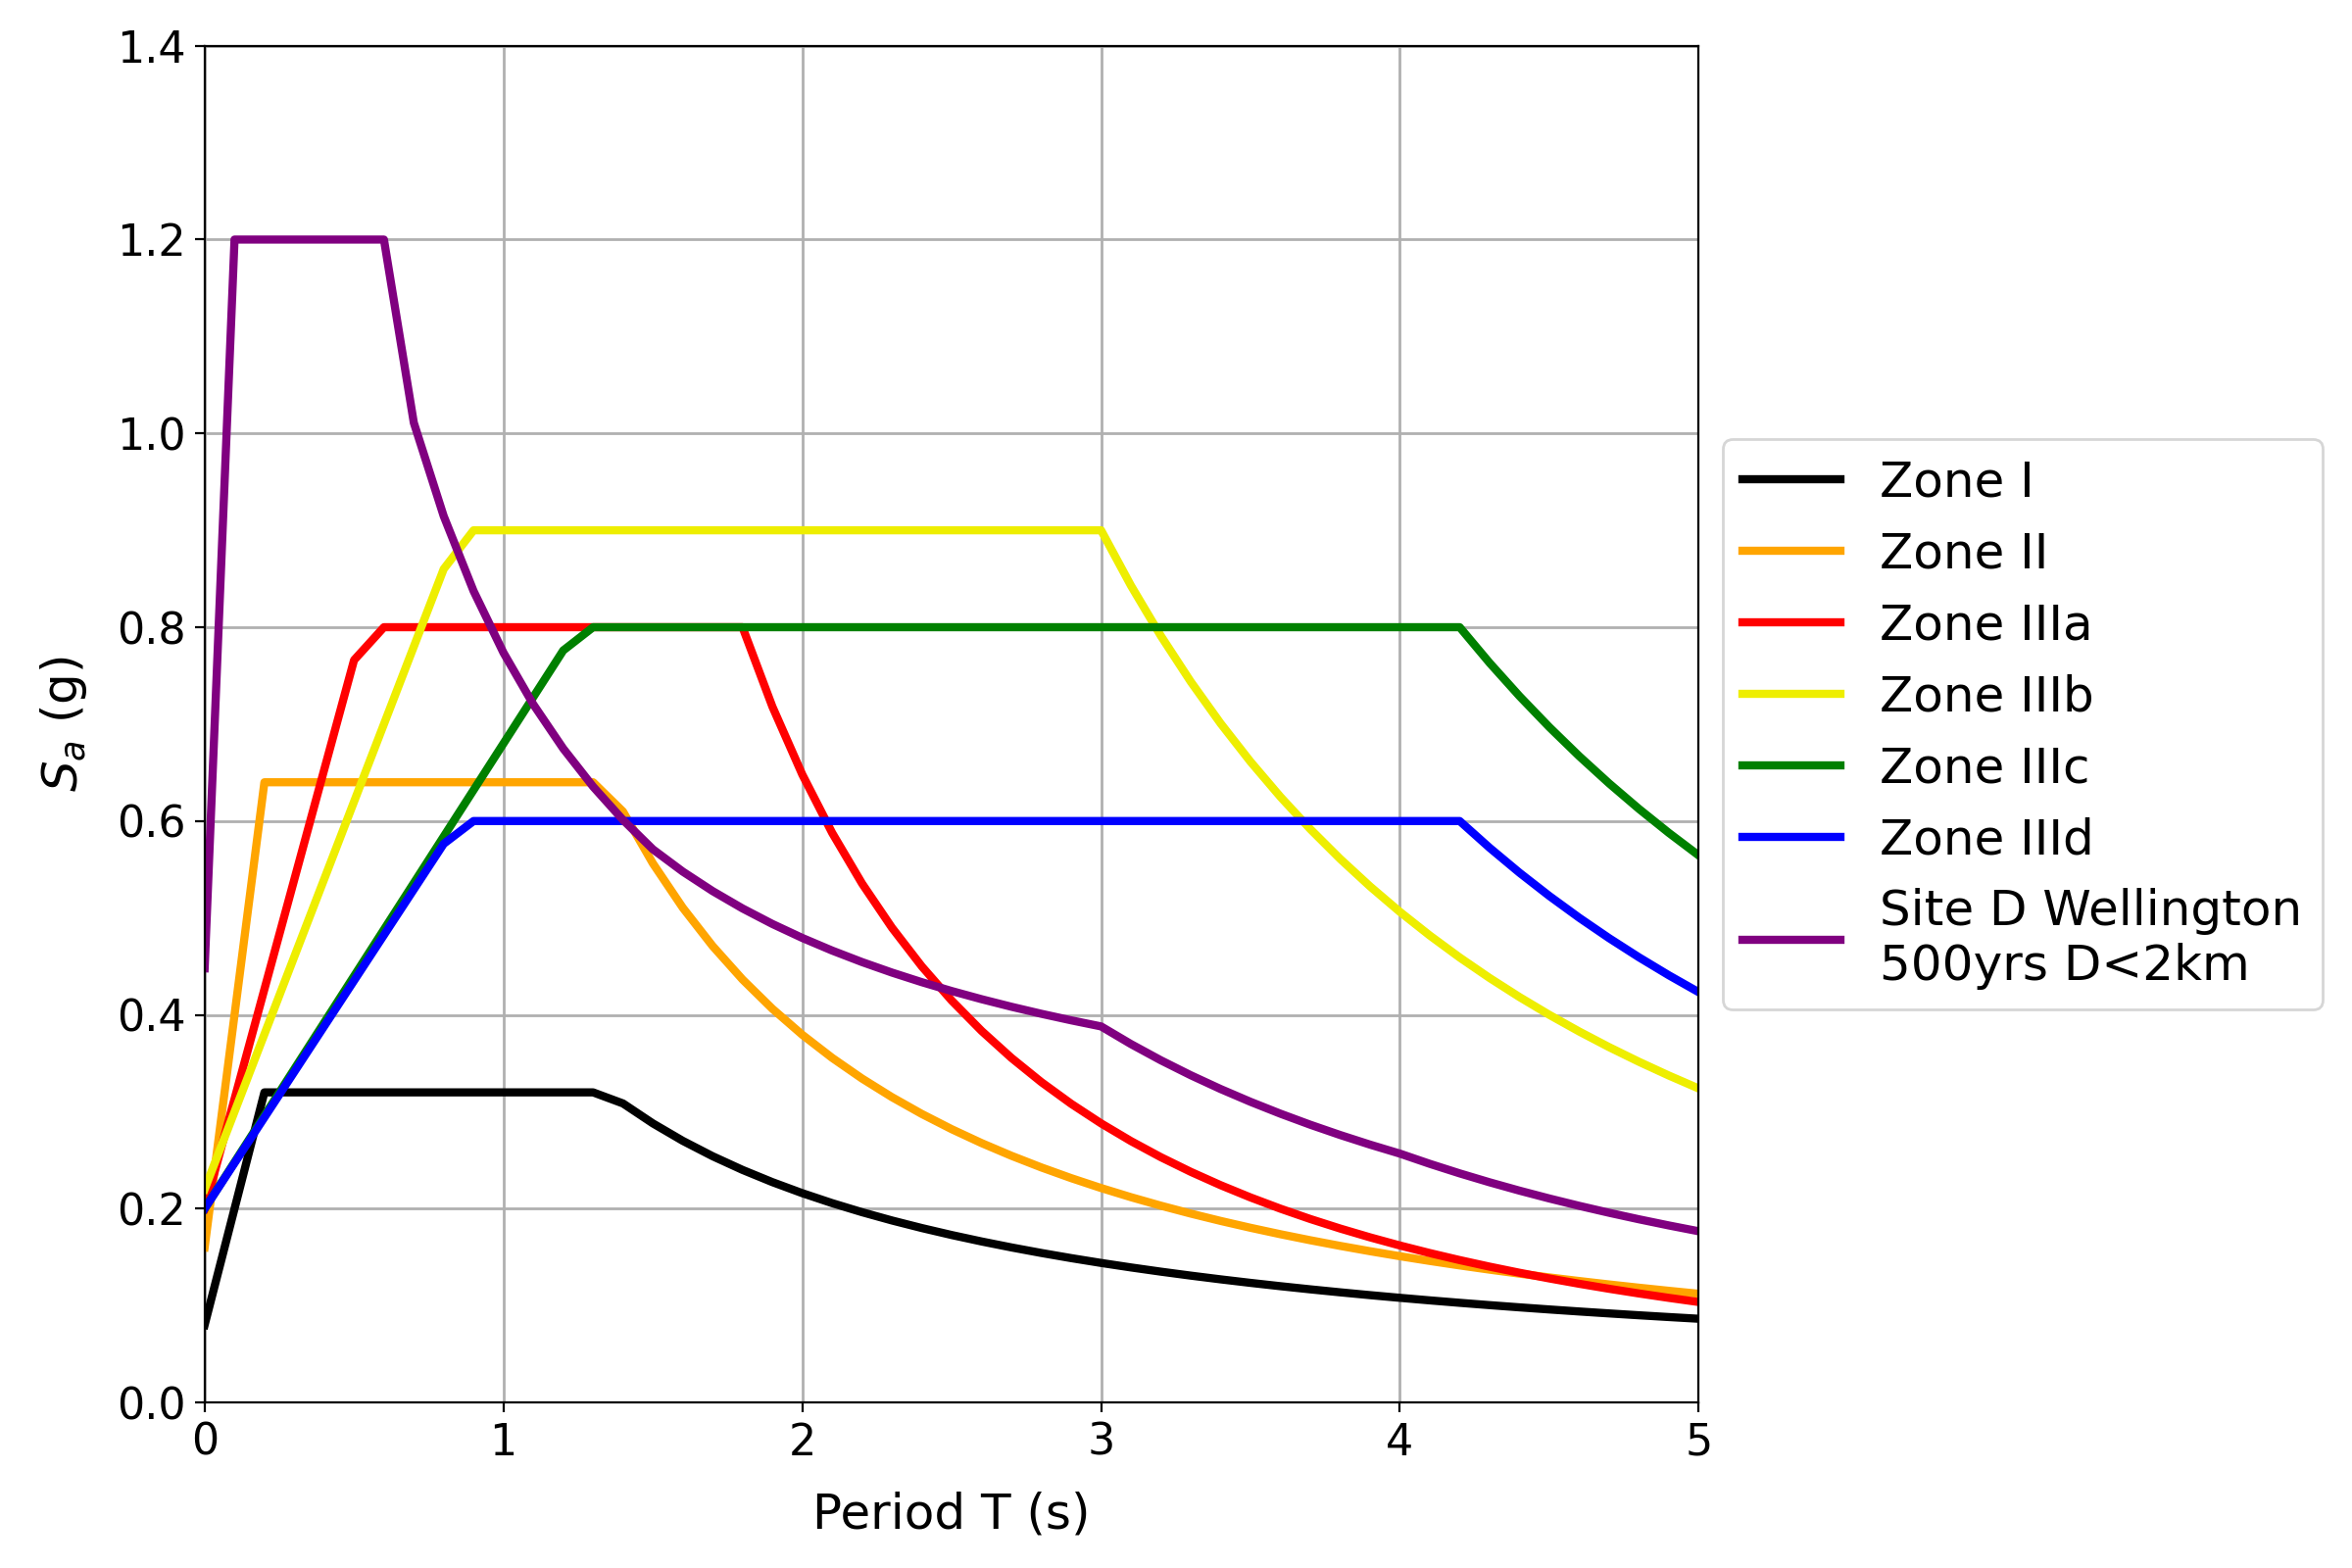 1.4
1.2
1.0
0.8
0.6
0.4
0.2
0.0
0 1 2 3 4 5
Period T (s)
Sa (g)
Zone I
Zone II
Zone IIIa
Zone IIIb
Zone IIIc
Zone IIId
Site D Wellington
500yrs D<2km